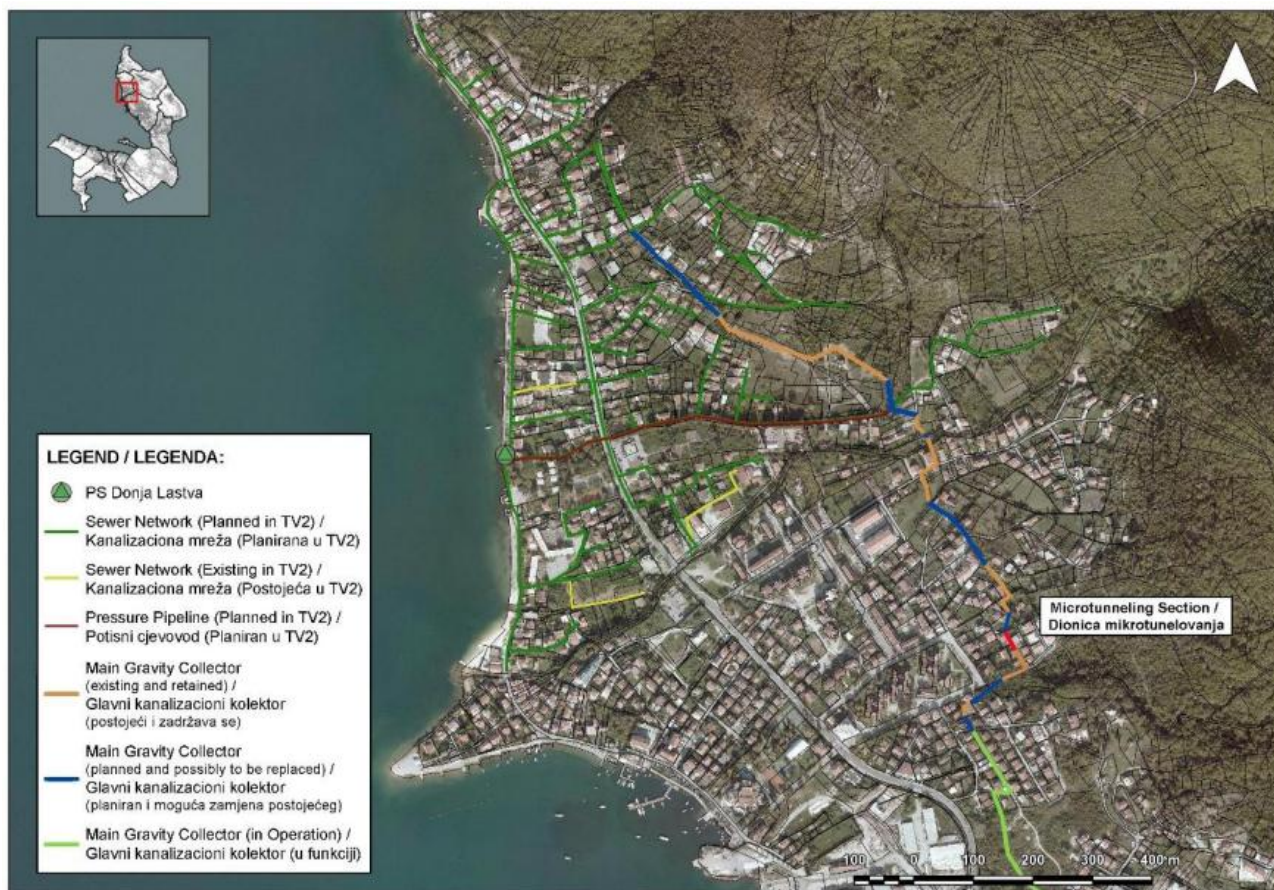 LEGEND / LEGENDA:
PS Donja Lastva
Sewer Network (Planned in TV2) /
Kanalizaciona mreža (Planirana u TV2)
Sewer Network (Existing in TV2) /
Kanalizaciona mreža (Postojeća u TV2)
Pressure Pipeline (Planned in TV2) /
Potisni cjevovod (Planiran u TV2)
Main Gravity Collector
(existing and retained) /
Glavni kanalizacioni kolektor
(postojeći i zadržava se)
Main Gravity Collector
(planned and possibly to be replaced) /
Glavni kanalizacioni kolektor
(planiran i moguća zamjena postojećeg)
Main Gravity Collector (in Operation) /
Glavni kanalizacioni kolektor (u funkciji)
Microtunneling Section /
Dionica mikrotunelovanja
100 0 100 200 300 400 m